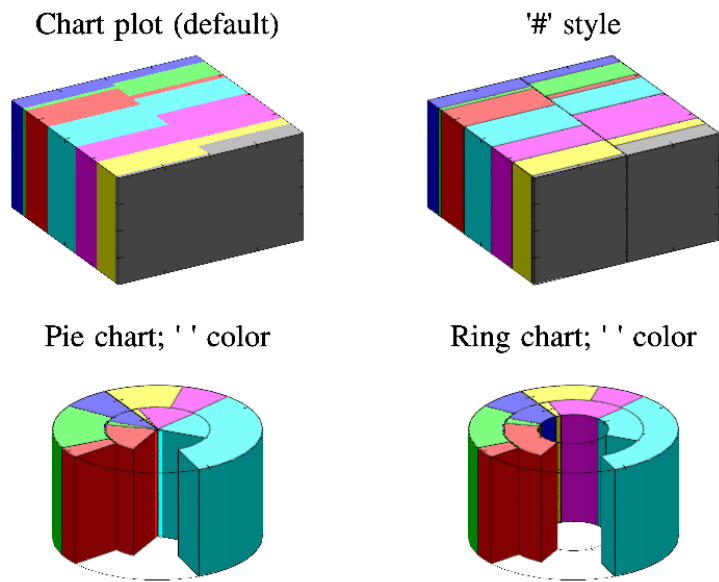 Chart plot (default)
'#' style
Pie chart; ' ' color
Ring chart; ' ' color